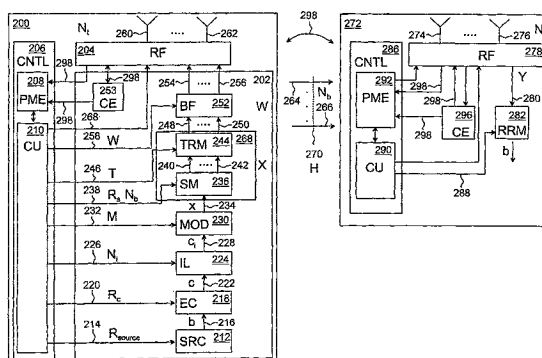 200
206
CNTL
208
PME
298
210
CU
268
258
W
246
T
238
Rs Nb
232
M
226
Ni
220
Rc
214
Rsource
Nt
260
262
204
RF
298
298
253
CE
254
256
202
W
BF
252
248
250
TRM
244
268
240
242
X
SM
236
x
234
MOD
230
ci
228
IL
224
c
222
EC
218
b
216
SRC
212
298
264
Nb
266
270
H
272
286
CNTL
292
PME
290
CU
274
276
N
RF
278
298
298
Y
280
296
CE
298
282
RRM
b
288